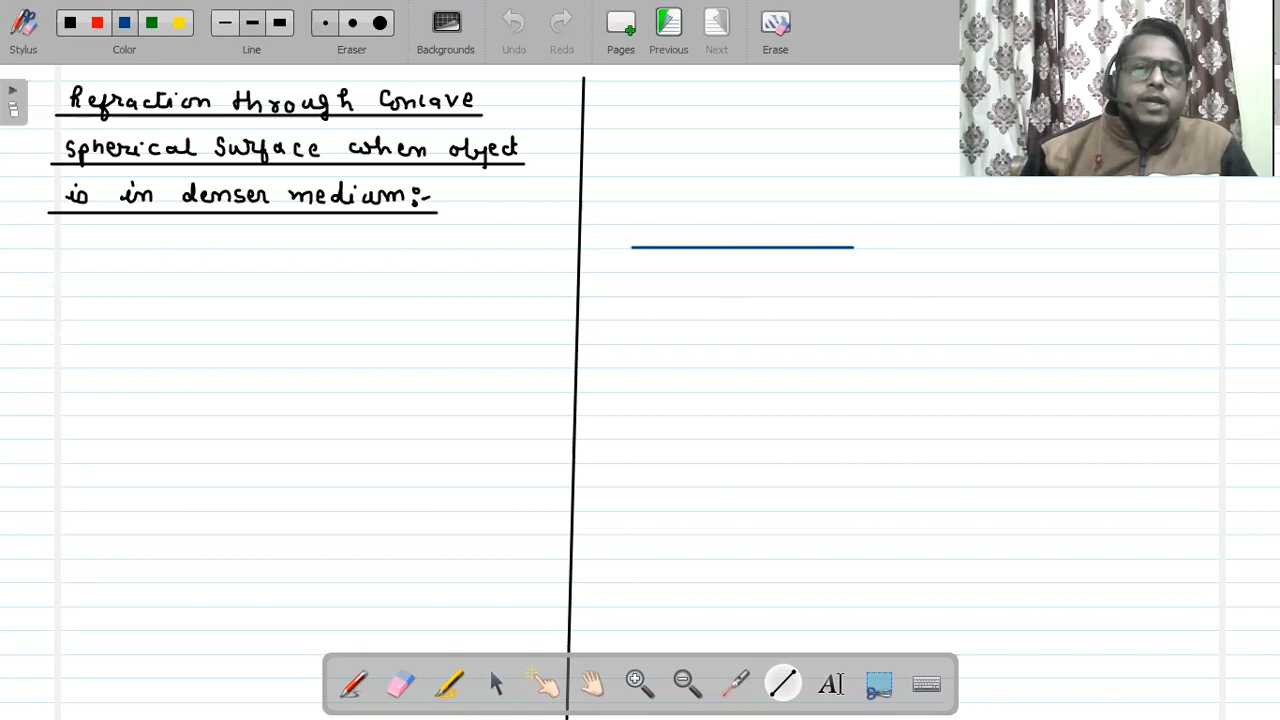 Stylus
Color
Line
Eraser
Backgrounds
Undo
Redo
Pages
Previous
Next
Erase
Refraction through Concave
spherical Surface when object
is in denser medium:-